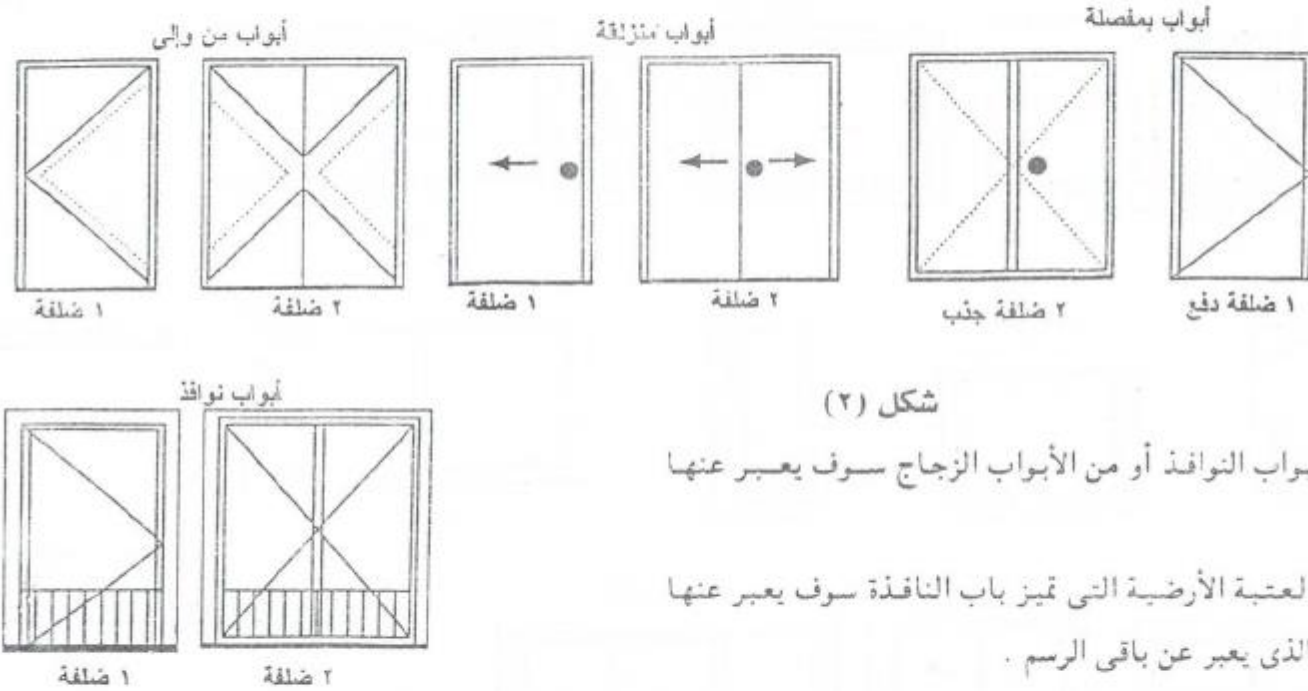 أبواب بمفصلة
أبواب منزلقة
أبواب من وإلى
١ ضلفة دفع
٢ ضلفة جذب
٢ ضلفة
١ ضلفة
٢ ضلفة
١ ضلفة
شكل (٢)
أبواب نوافذ
النوافذ أو من الأبواب الزجاج سوف يعبر عنها
لعتبة الأرضية التى تميز باب النافذة سوف يعبر عنها
لذى يعبر عن باقى الرسم .
٢ ضلفة
١ ضلفة